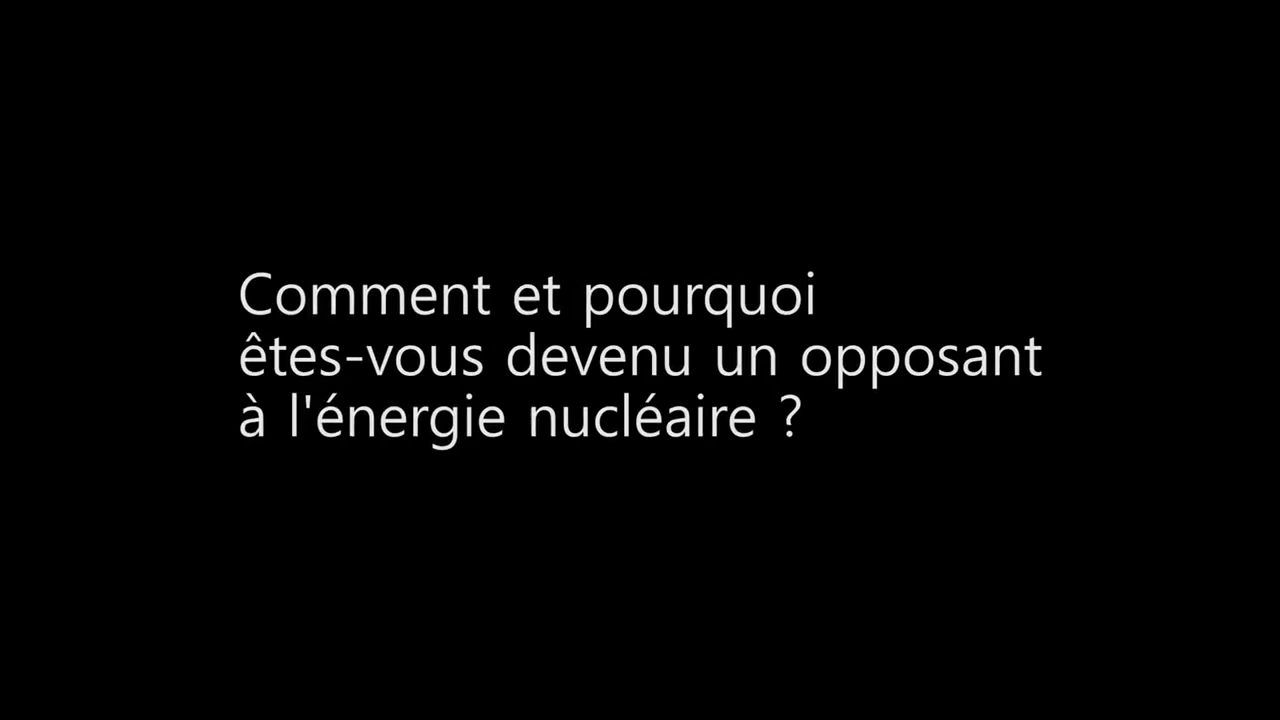 Comment et pourquoi
êtes-vous devenu un opposant
à l'énergie nucléaire ?